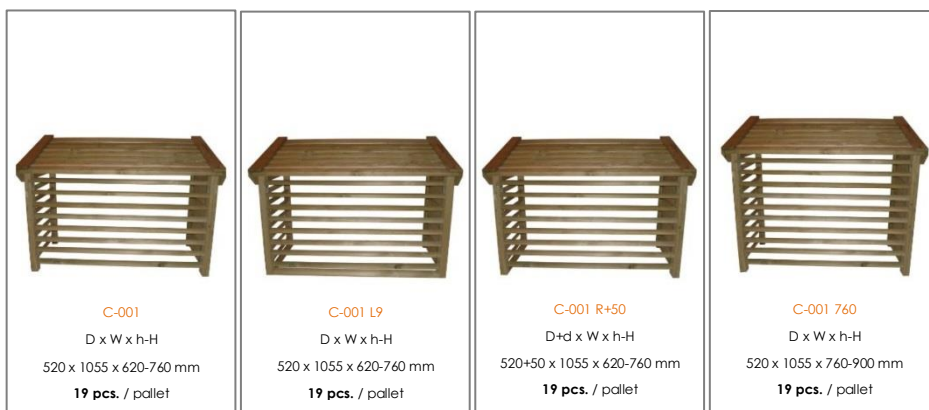 C-001
D x W x h-H
520 x 1055 x 620-760 mm
19 pcs. / pallet
C-001 L9
D x W x h-H
520 x 1055 x 620-760 mm
19 pcs. / pallet
C-001 R+50
D+d x W x h-H
520+50 x 1055 x 620-760 mm
19 pcs. / pallet
C-001 760
D x W x h-H
520 x 1055 x 760-900 mm
19 pcs. / pallet